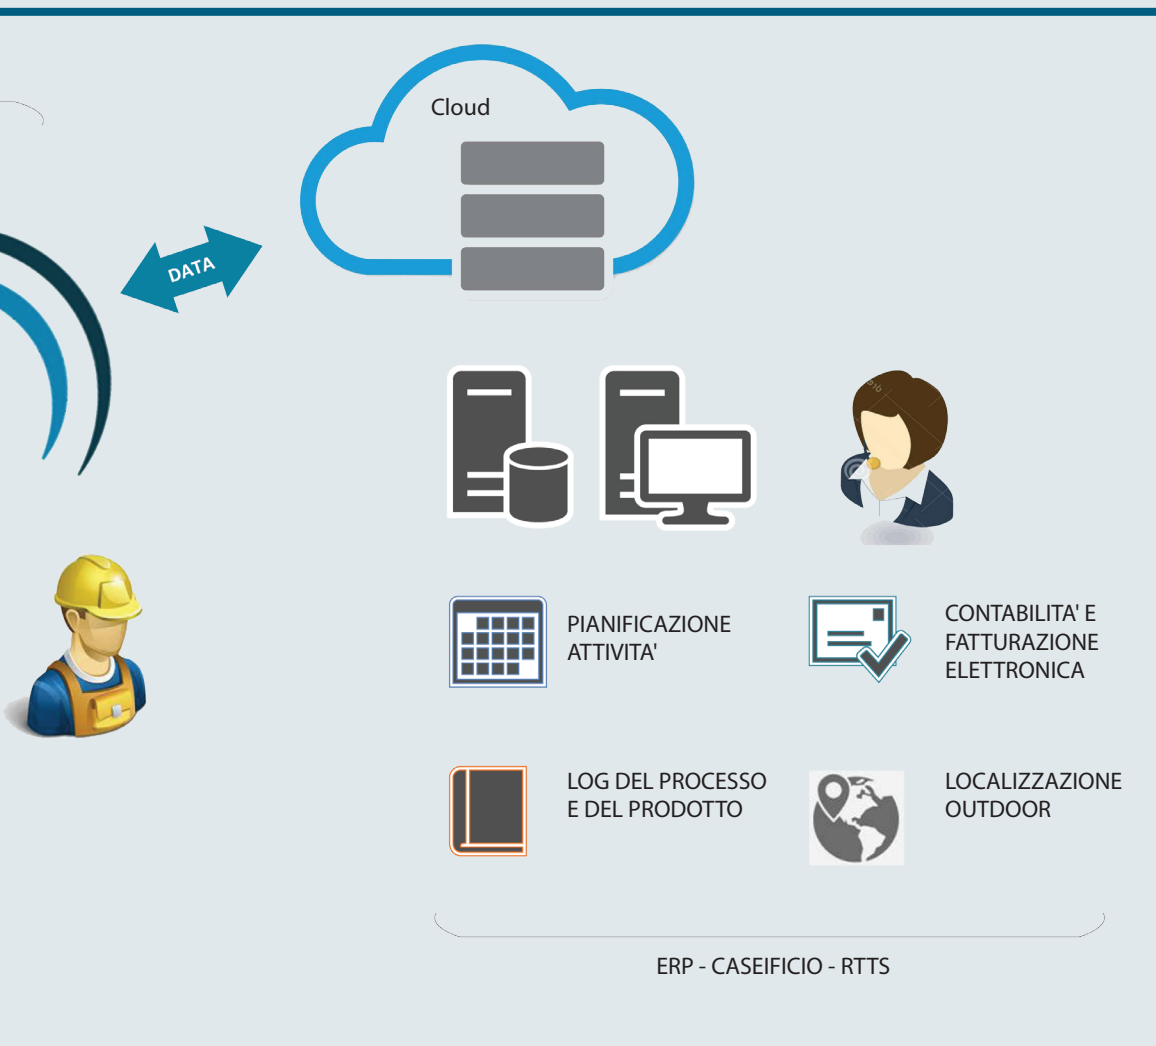 Cloud
DATA
PIANIFICAZIONE
ATTIVITA'
CONTABILITA' E
FATTURAZIONE
ELETTRONICA
LOG DEL PROCESSO
E DEL PRODOTTO
LOCALIZZAZIONE
OUTDOOR
ERP - CASEIFICIO - RTTS